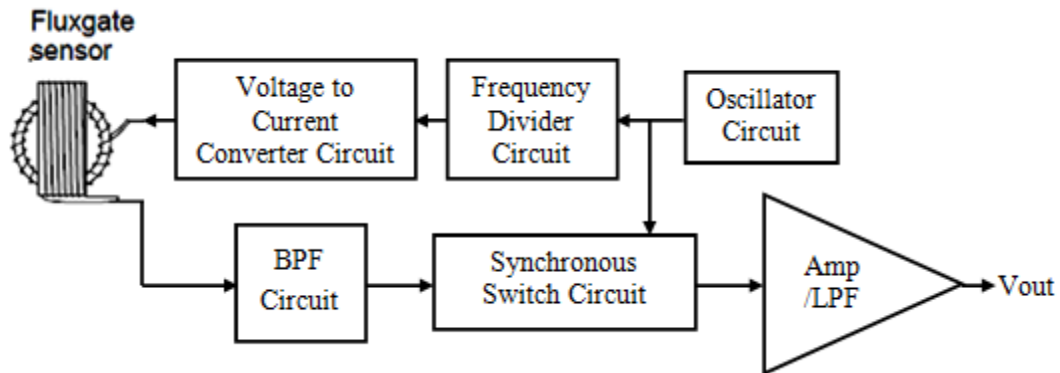 Fluxgate
sensor
Voltage to
Current
Converter Circuit
Frequency
Divider
Circuit
Oscillator
Circuit
BPF
Circuit
Synchronous
Switch Circuit
Amp
/LPF
Vout